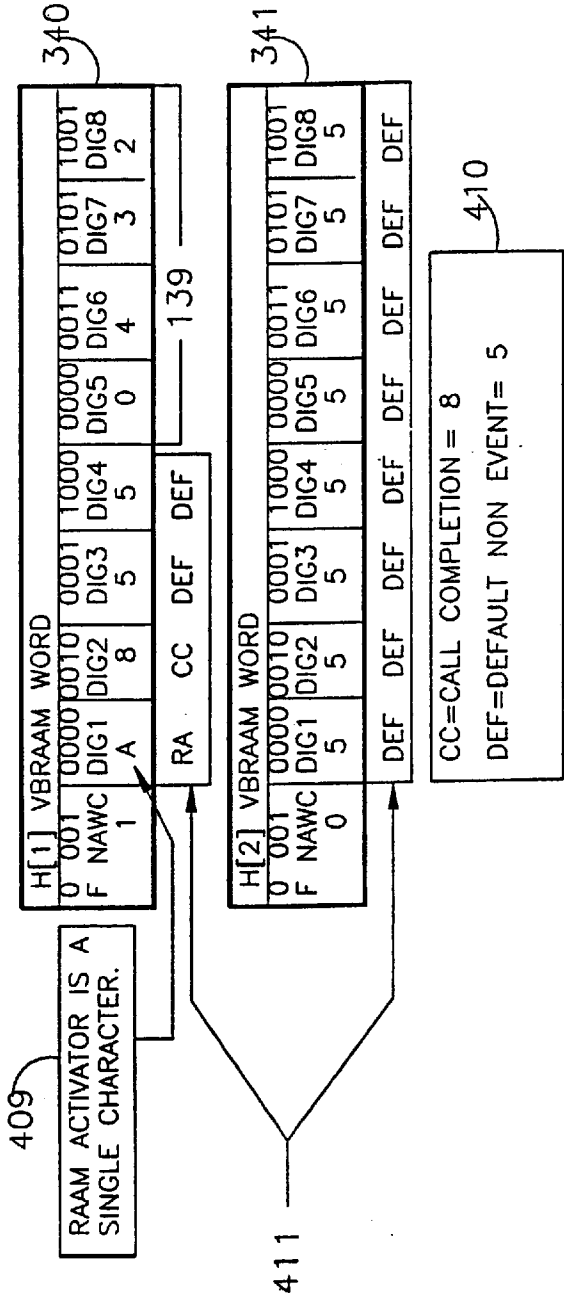 409
RAAM ACTIVATOR IS A
SINGLE CHARACTER.
H[1] VBRAAM WORD
0 001 0000 0010 0001 1000 0000 0011 0101 1001
F NAWC DIG1 DIG2 DIG3 DIG4 DIG5 DIG6 DIG7 DIG8
1 A 8 5 5 0 4 3 2
340
RA CC DEF DEF
139
H[2] VBRAAM WORD
0 001 0000 0010 0001 1000 0000 0011 0101 1001
F NAWC DIG1 DIG2 DIG3 DIG4 DIG5 DIG6 DIG7 DIG8
0 5 5 5 5 5 5 5 5
341
DEF DEF DEF DEF DEF DEF DEF DEF
411
CC=CALL COMPLETION = 8
DEF=DEFAULT NON EVENT= 5
410